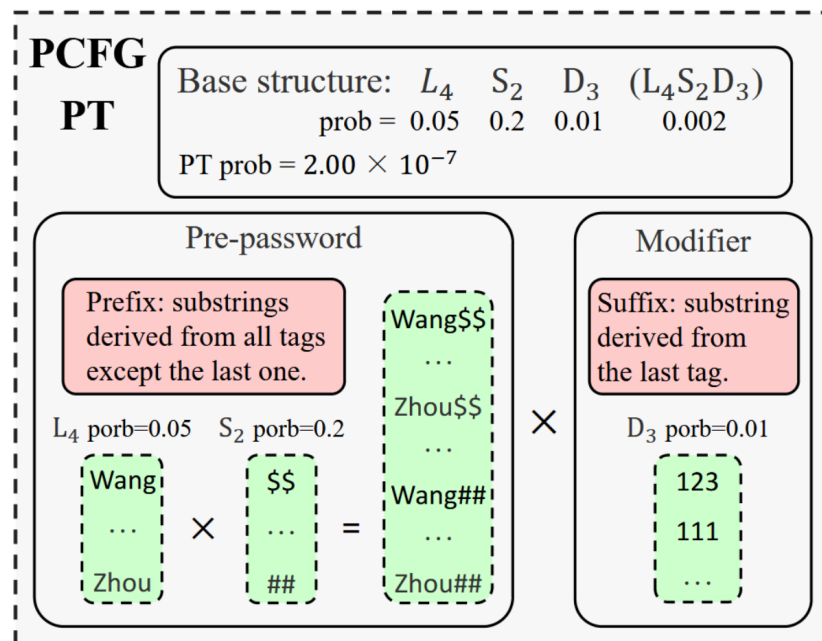 PCFG
PT
Base structure: L₄ S₂ D₃ (L₄S₂D₃)
prob = 0.05 0.2 0.01 0.002
PT prob = 2.00 × 10⁻⁷
Pre-password
Prefix: substrings
derived from all tags
except the last one.
L₄ porb=0.05 S₂ porb=0.2
Wang
...
Zhou
×
$$
...
##
=
Wang$$
...
Zhou$$
...
Wang##
...
Zhou##
×
Modifier
Suffix: substring
derived from
the last tag.
D₃ porb=0.01
123
111
...